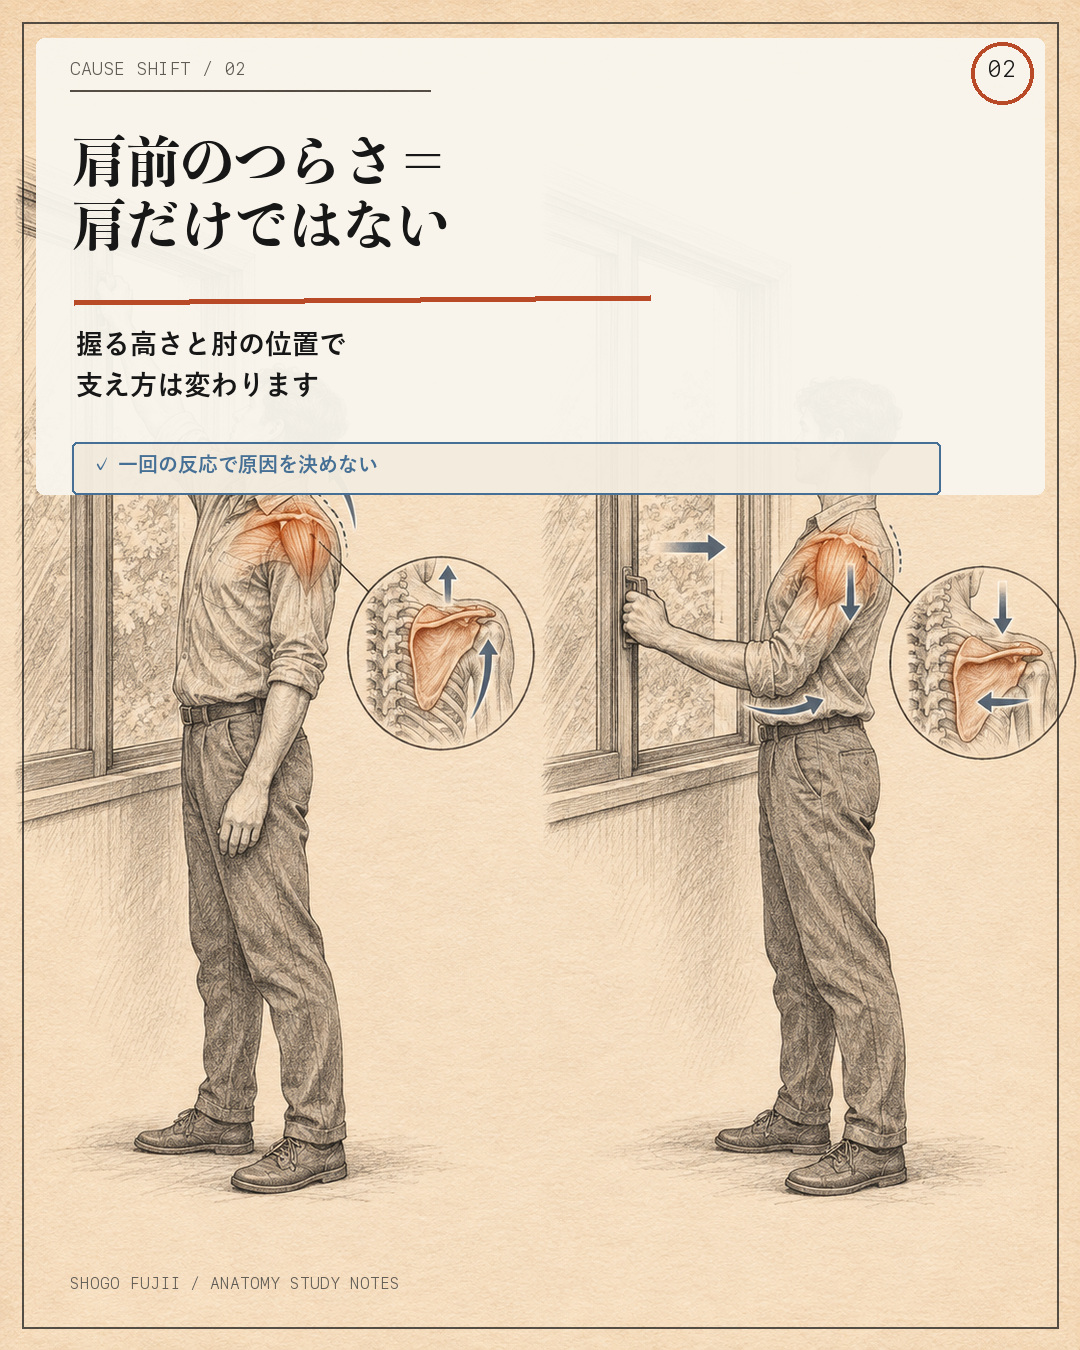 CAUSE SHIFT / 02
02
肩前のつらさ＝
肩だけではない
握る高さと肘の位置で
支え方は変わります
✓ 一回の反応で原因を決めない
SHOGO FUJII / ANATOMY STUDY NOTES